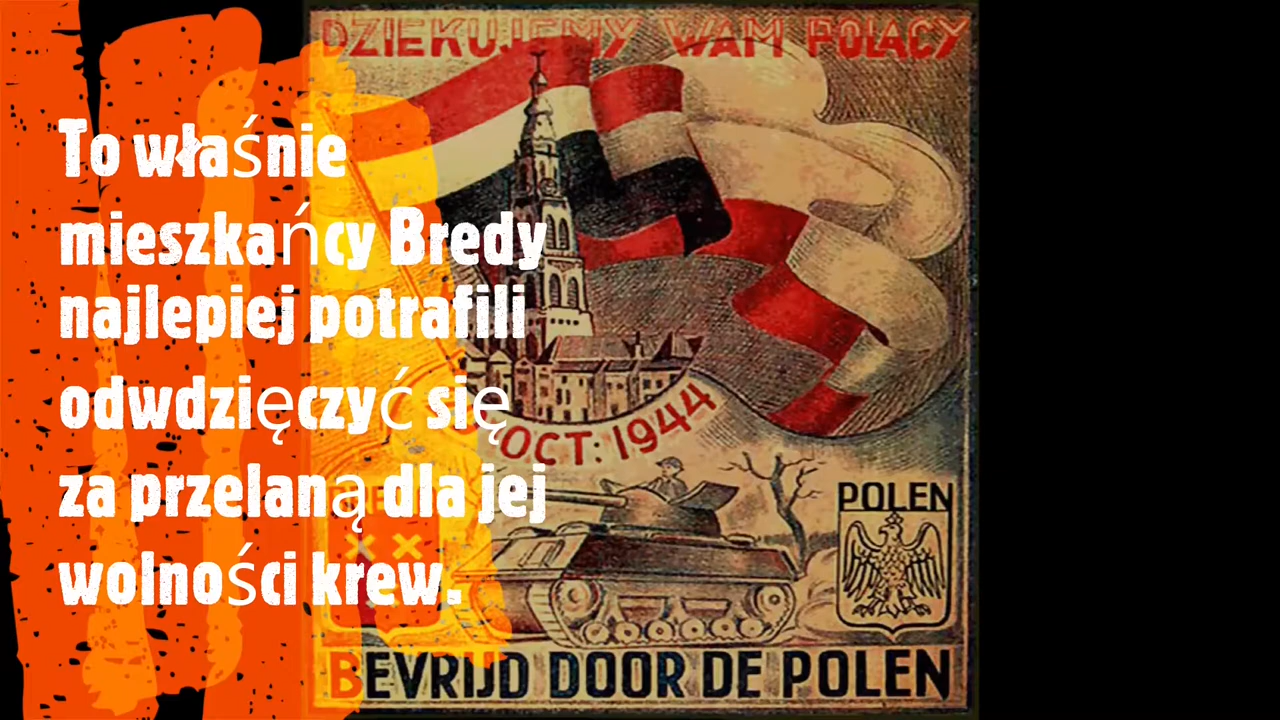 DZIEKUJEMY WAM POLACY
To właśnie
mieszkańcy Bredy
najlepiej potrafili
odwdzięczyć się
za przelaną dla jej
wolności krew.
OCT: 1944
POLEN
BEVRIJD DOOR DE POLEN